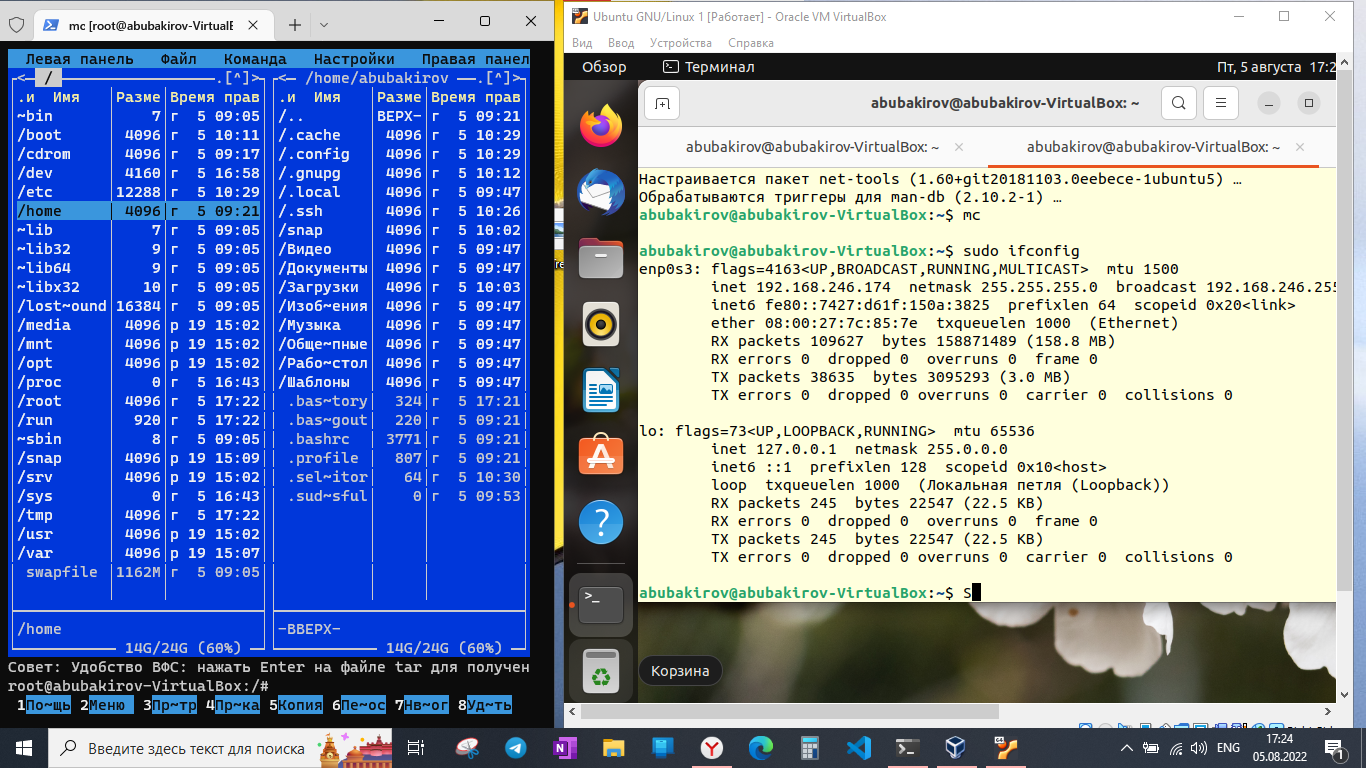 mc [root@abubakirov-VirtualE
Левая панель Файл Команда Настройки Правая панел
<— / .[^]>
.и Имя Разме Время прав
~bin 7 г 5 09:05
/boot 4096 г 5 10:11
/cdrom 4096 г 5 09:17
/dev 4160 г 5 16:58
/etc 12288 г 5 10:29
/home 4096 г 5 09:21
~lib 7 г 5 09:05
~lib32 9 г 5 09:05
~lib64 9 г 5 09:05
~libx32 10 г 5 09:05
/lost~ound 16384 г 5 09:05
/media 4096 р 19 15:02
/mnt 4096 р 19 15:02
/opt 4096 р 19 15:02
/proc 0 г 5 16:43
/root 4096 г 5 17:22
/run 920 г 5 17:22
~sbin 8 г 5 09:05
/snap 4096 р 19 15:09
/srv 4096 р 19 15:02
/sys 0 г 5 16:43
/tmp 4096 г 5 17:22
/usr 4096 р 19 15:02
/var 4096 р 19 15:07
swapfile 1162M г 5 09:05
/home
14G/24G (60%)
<— /home/abubakirov —.[^]>
.и Имя Разме Время прав
/.. ВВЕРХ- г 5 09:21
/.cache 4096 г 5 10:29
/.config 4096 г 5 10:29
/.gnupg 4096 г 5 10:12
/.local 4096 г 5 09:47
/.ssh 4096 г 5 10:26
/snap 4096 г 5 10:02
/Видео 4096 г 5 09:47
/Документы 4096 г 5 09:47
/Загрузки 4096 г 5 10:03
/Изоб~ения 4096 г 5 09:47
/Музыка 4096 г 5 09:47
/Обще~пные 4096 г 5 09:47
/Рабо~стол 4096 г 5 09:47
/Шаблоны 4096 г 5 09:47
.bas~tory 324 г 5 17:21
.bas~gout 220 г 5 09:21
.bashrc 3771 г 5 09:21
.profile 807 г 5 09:21
.sel~itor 64 г 5 10:30
.sud~sful 0 г 5 09:53
-ВВЕРХ-
14G/24G (60%)
Совет: Удобство ВФС: нажать Enter на файле tar для получен
root@abubakirov-VirtualBox:/#
1По~щь 2Меню 3Пр~тр 4Пр~ка 5Копия 6Пе~ос 7Нв~ог 8Уд~ть
Ubuntu GNU/Linux 1 [Работает] - Oracle VM VirtualBox
Вид Ввод Устройства Справка
Обзор Терминал Пт, 5 августа 17:2
abubakirov@abubakirov-VirtualBox: ~
abubakirov@abubakirov-VirtualBox: ~ abubakirov@abubakirov-VirtualBox: ~
Настраивается пакет net-tools (1.60+git20181103.0eebece-1ubuntu5) …
Обрабатываются триггеры для man-db (2.10.2-1) …
abubakirov@abubakirov-VirtualBox:~$ mc
abubakirov@abubakirov-VirtualBox:~$ sudo ifconfig
enp0s3: flags=4163<UP,BROADCAST,RUNNING,MULTICAST> mtu 1500
inet 192.168.246.174 netmask 255.255.255.0 broadcast 192.168.246.255
inet6 fe80::7427:d61f:150a:3825 prefixlen 64 scopeid 0x20<link>
ether 08:00:27:7c:85:7e txqueuelen 1000 (Ethernet)
RX packets 109627 bytes 158871489 (158.8 MB)
RX errors 0 dropped 0 overruns 0 frame 0
TX packets 38635 bytes 3095293 (3.0 MB)
TX errors 0 dropped 0 overruns 0 carrier 0 collisions 0
lo: flags=73<UP,LOOPBACK,RUNNING> mtu 65536
inet 127.0.0.1 netmask 255.0.0.0
inet6 ::1 prefixlen 128 scopeid 0x10<host>
loop txqueuelen 1000 (Локальная петля (Loopback))
RX packets 245 bytes 22547 (22.5 KB)
RX errors 0 dropped 0 overruns 0 frame 0
TX packets 245 bytes 22547 (22.5 KB)
TX errors 0 dropped 0 overruns 0 carrier 0 collisions 0
abubakirov@abubakirov-VirtualBox:~$ S
Корзина
Введите здесь текст для поиска
ENG
17:24
05.08.2022